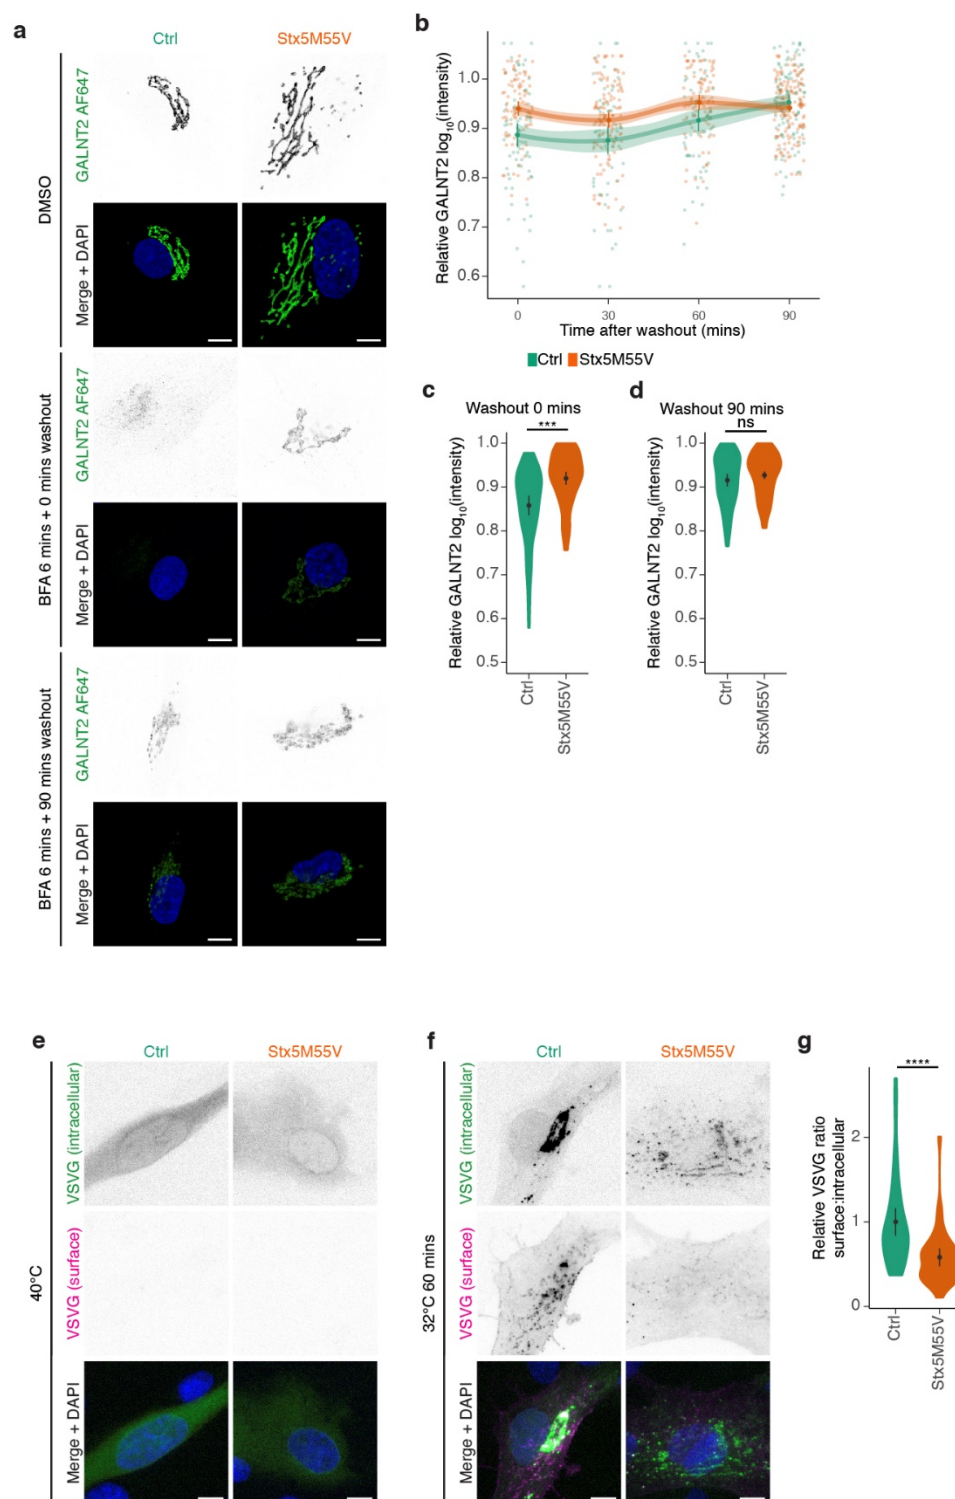 a
Ctrl
Stx5M55V
DMSO
GALNT2 AF647
Merge + DAPI
BFA 6 mins + 0 mins washout
GALNT2 AF647
Merge + DAPI
BFA 6 mins + 90 mins washout
GALNT2 AF647
Merge + DAPI
b
Relative GALNT2 log10(intensity)
1.0
0.9
0.8
0.7
0.6
0
30
60
90
Time after washout (mins)
Ctrl
Stx5M55V
c
Washout 0 mins
***
Relative GALNT2 log10(intensity)
1.0
0.9
0.8
0.7
0.6
0.5
Ctrl
Stx5M55V
d
Washout 90 mins
ns
Relative GALNT2 log10(intensity)
1.0
0.9
0.8
0.7
0.6
0.5
Ctrl
Stx5M55V
e
Ctrl
Stx5M55V
40°C
VSVG (intracellular)
VSVG (surface)
Merge + DAPI
f
Ctrl
Stx5M55V
32°C 60 mins
VSVG (intracellular)
VSVG (surface)
Merge + DAPI
g
****
Relative VSVG ratio
surface:intracellular
2
1
0
Ctrl
Stx5M55V